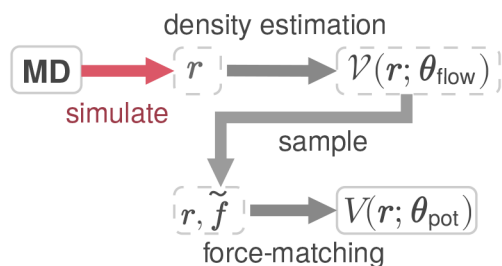 density estimation
MD r 𝒱(r; θ_flow)
simulate
sample
r, f̃ V(r; θ_pot)
force-matching